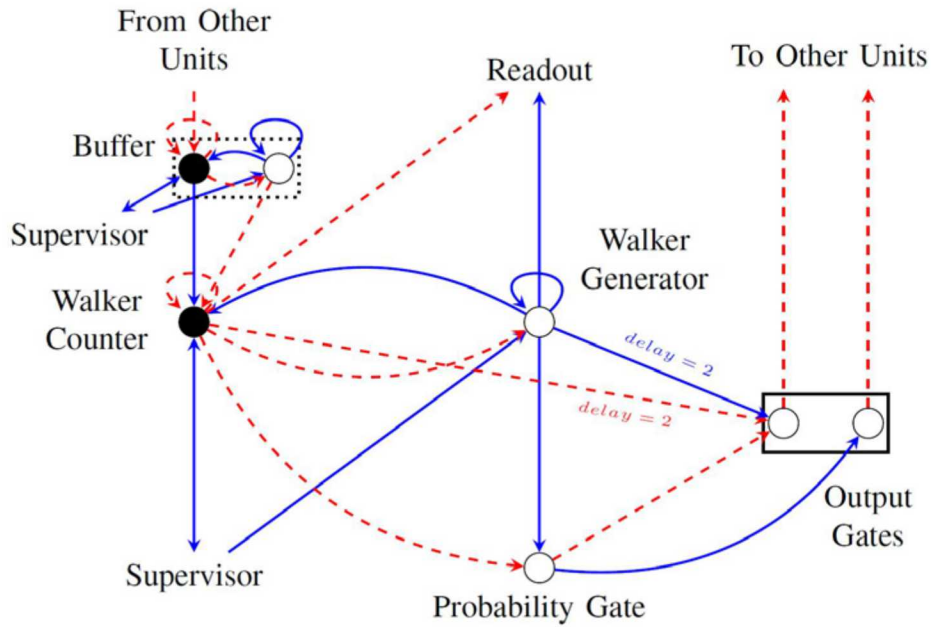 From Other
Units
To Other Units
Readout
Buffer
Supervisor
Walker
Generator
Walker
Counter
delay = 2
delay = 2
Output
Gates
Supervisor
Probability Gate